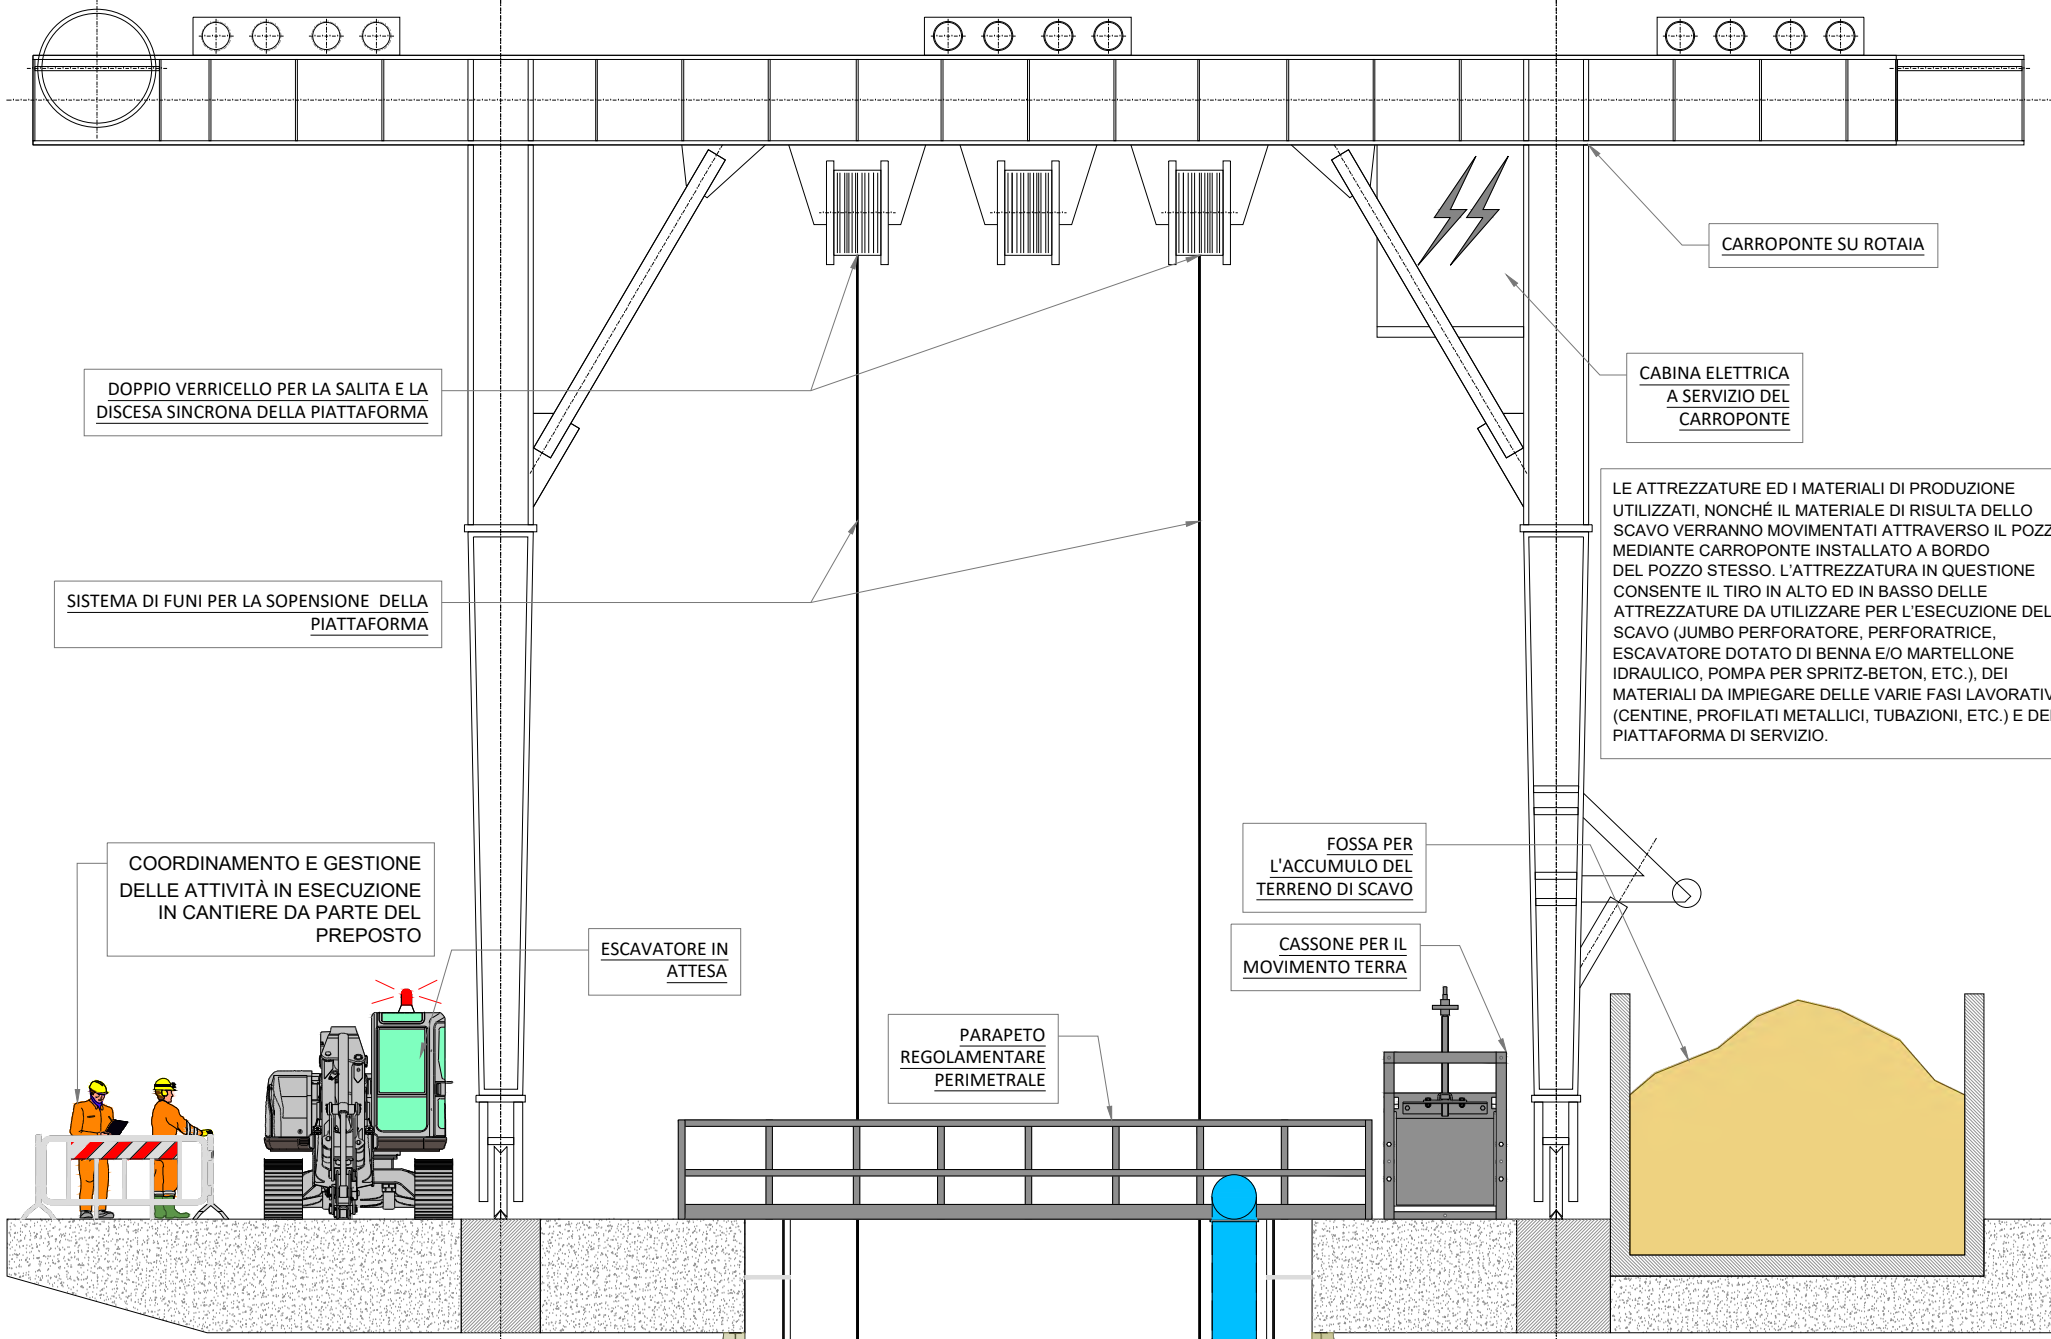 CARROPONTE SU ROTAIA
DOPPIO VERRICELLO PER LA SALITA E LA
DISCESA SINCRONA DELLA PIATTAFORMA
CABINA ELETTRICA
A SERVIZIO DEL
CARROPONTE
LE ATTREZZATURE ED I MATERIALI DI PRODUZIONE
UTILIZZATI, NONCHÉ IL MATERIALE DI RISULTA DELLO
SCAVO VERRANNO MOVIMENTATI ATTRAVERSO IL POZZ
MEDIANTE CARROPONTE INSTALLATO A BORDO
DEL POZZO STESSO. L'ATTREZZATURA IN QUESTIONE
CONSENTE IL TIRO IN ALTO ED IN BASSO DELLE
ATTREZZATURE DA UTILIZZARE PER L'ESECUZIONE DEL
SCAVO (JUMBO PERFORATORE, PERFORATRICE,
ESCAVATORE DOTATO DI BENNA E/O MARTELLONE
IDRAULICO, POMPA PER SPRITZ-BETON, ETC.), DEI
MATERIALI DA IMPIEGARE DELLE VARIE FASI LAVORATIV
(CENTINE, PROFILATI METALLICI, TUBAZIONI, ETC.) E DE
PIATTAFORMA DI SERVIZIO.
SISTEMA DI FUNI PER LA SOPENSIONE DELLA
PIATTAFORMA
COORDINAMENTO E GESTIONE
DELLE ATTIVITÀ IN ESECUZIONE
IN CANTIERE DA PARTE DEL
PREPOSTO
FOSSA PER
L'ACCUMULO DEL
TERRENO DI SCAVO
ESCAVATORE IN
ATTESA
CASSONE PER IL
MOVIMENTO TERRA
PARAPETO
REGOLAMENTARE
PERIMETRALE